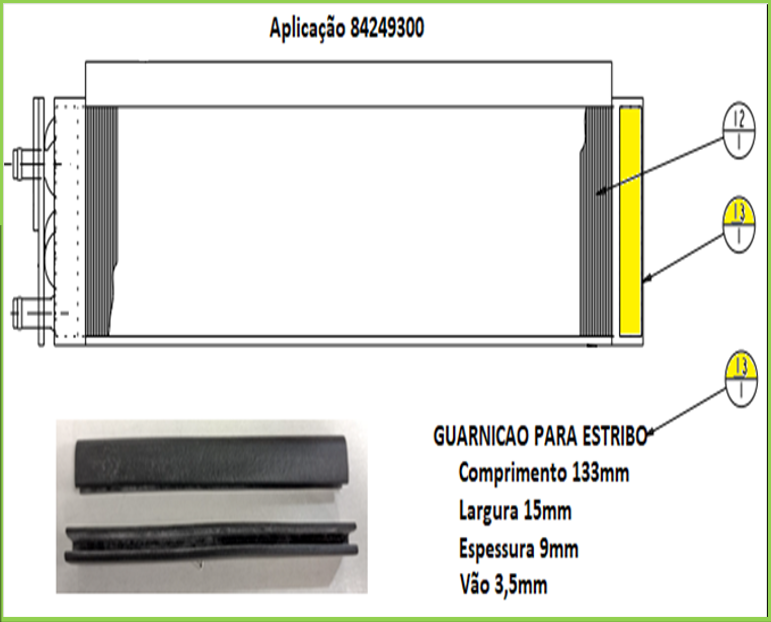 Aplicação 84249300
12
1
13
1
13
1
GUARNICAO PARA ESTRIBO
Comprimento 133mm
Largura 15mm
Espessura 9mm
Vão 3,5mm